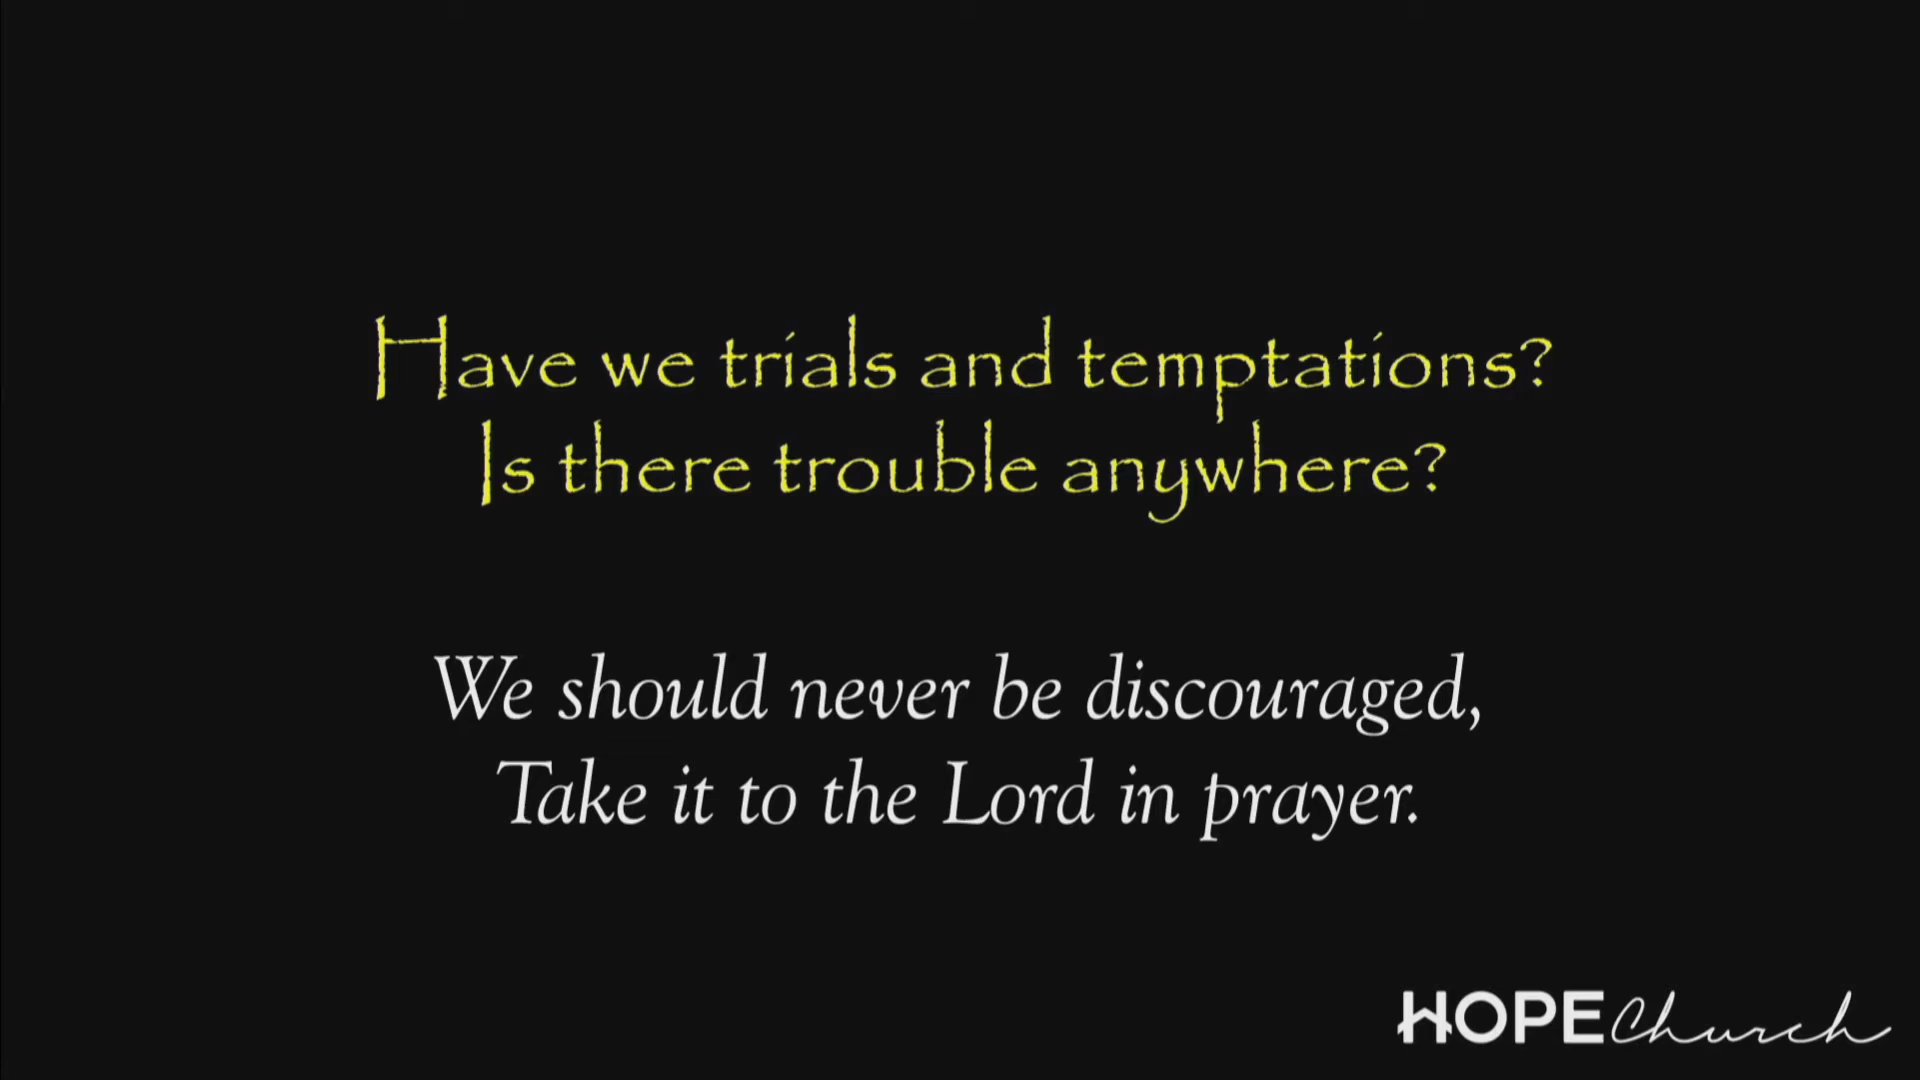 Have we trials and temptations?
Is there trouble anywhere?
We should never be discouraged,
Take it to the Lord in prayer.
HOPE Church